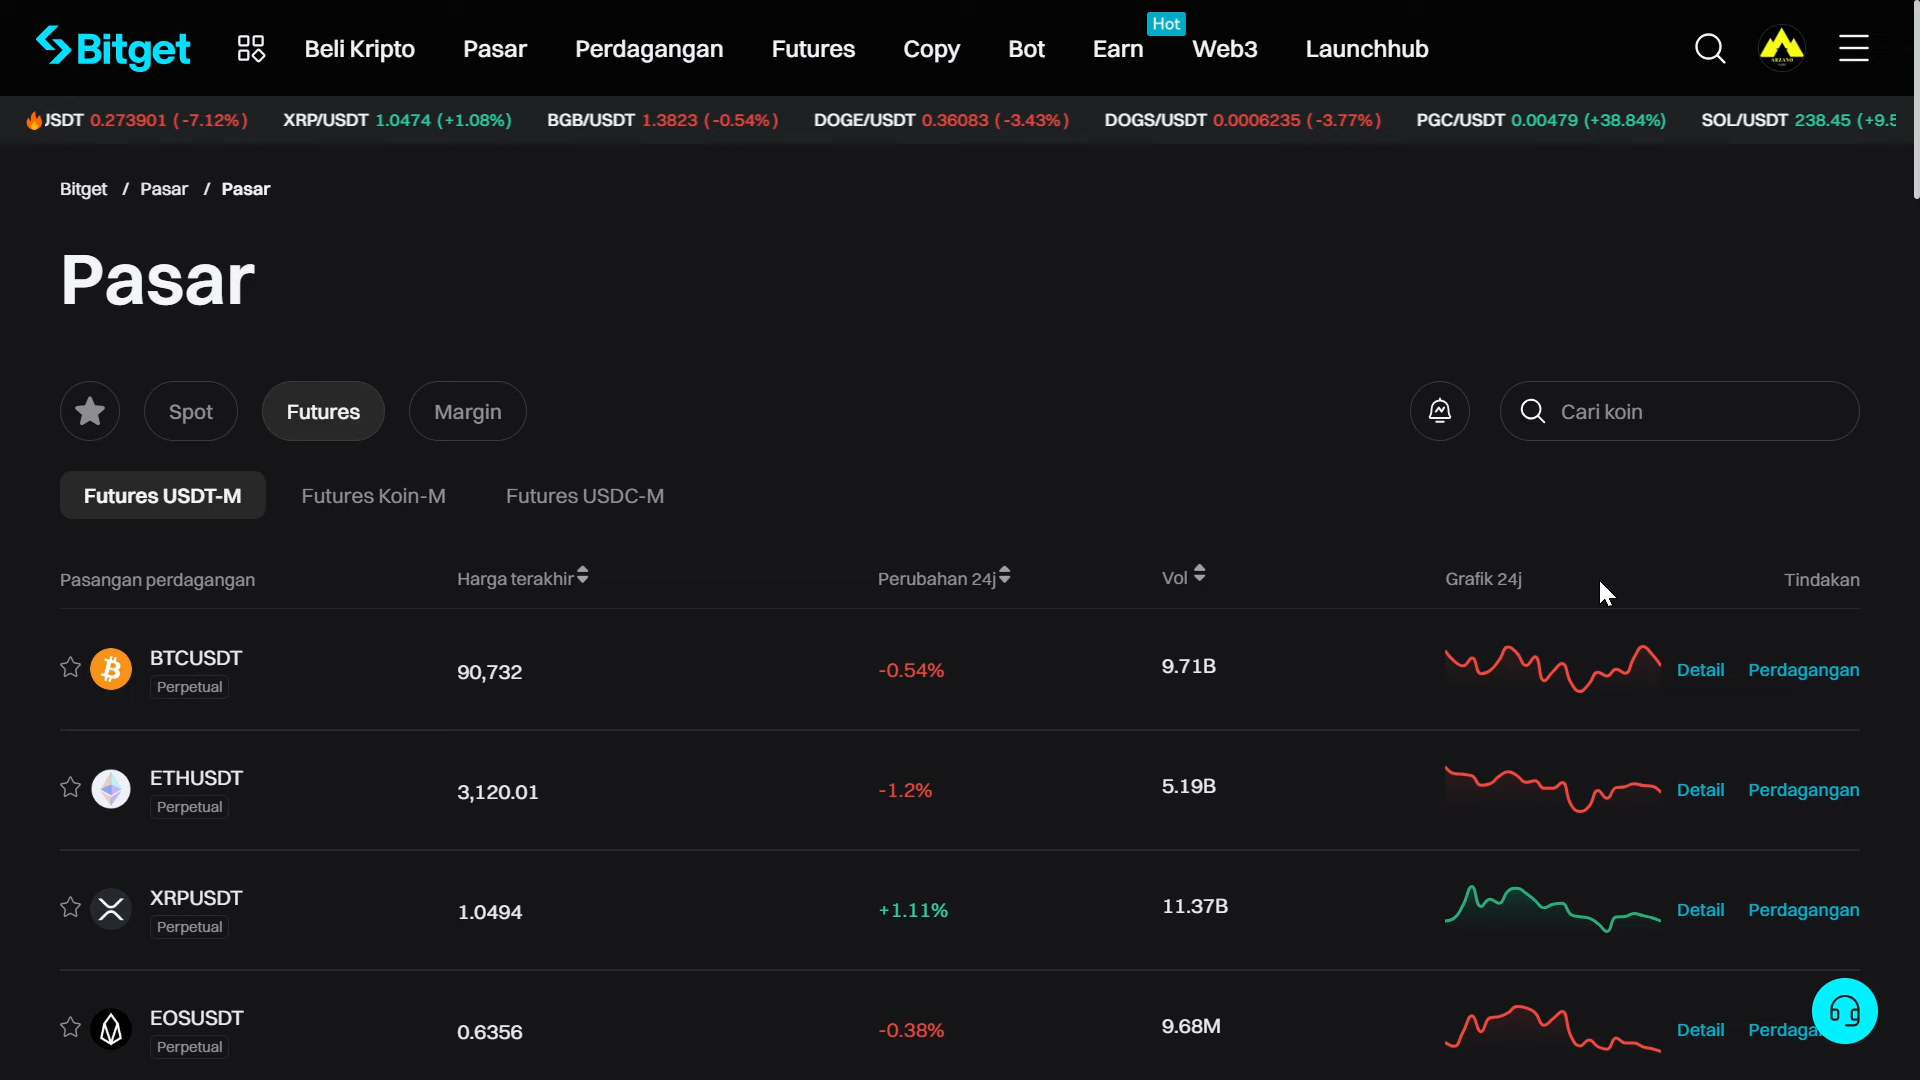 Bitget Beli Kripto Pasar Perdagangan Futures Copy Bot Earn Hot Web3 Launchhub
USDT 0.273901 (-7.12%) XRP/USDT 1.0474 (+1.08%) BGB/USDT 1.3823 (-0.54%) DOGE/USDT 0.36083 (-3.43%) DOGS/USDT 0.0006235 (-3.77%) PGC/USDT 0.00479 (+38.84%) SOL/USDT 238.45 (+9.5
Bitget / Pasar / Pasar
Pasar
Spot Futures Margin Cari koin
Futures USDT-M Futures Koin-M Futures USDC-M
Pasangan perdagangan Harga terakhir Perubahan 24j Vol Grafik 24j Tindakan
BTCUSDT
Perpetual
90,732 -0.54% 9.71B Detail Perdagangan
ETHUSDT
Perpetual
3,120.01 -1.2% 5.19B Detail Perdagangan
XRPUSDT
Perpetual
1.0494 +1.11% 11.37B Detail Perdagangan
EOSUSDT
Perpetual
0.6356 -0.38% 9.68M Detail Perdaga